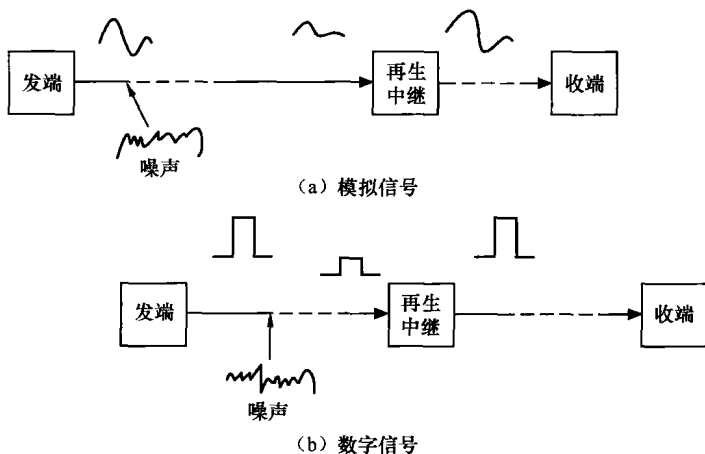 发端
再生
中继
收端
噪声
（a）模拟信号
发端
再生
中继
收端
噪声
（b）数字信号